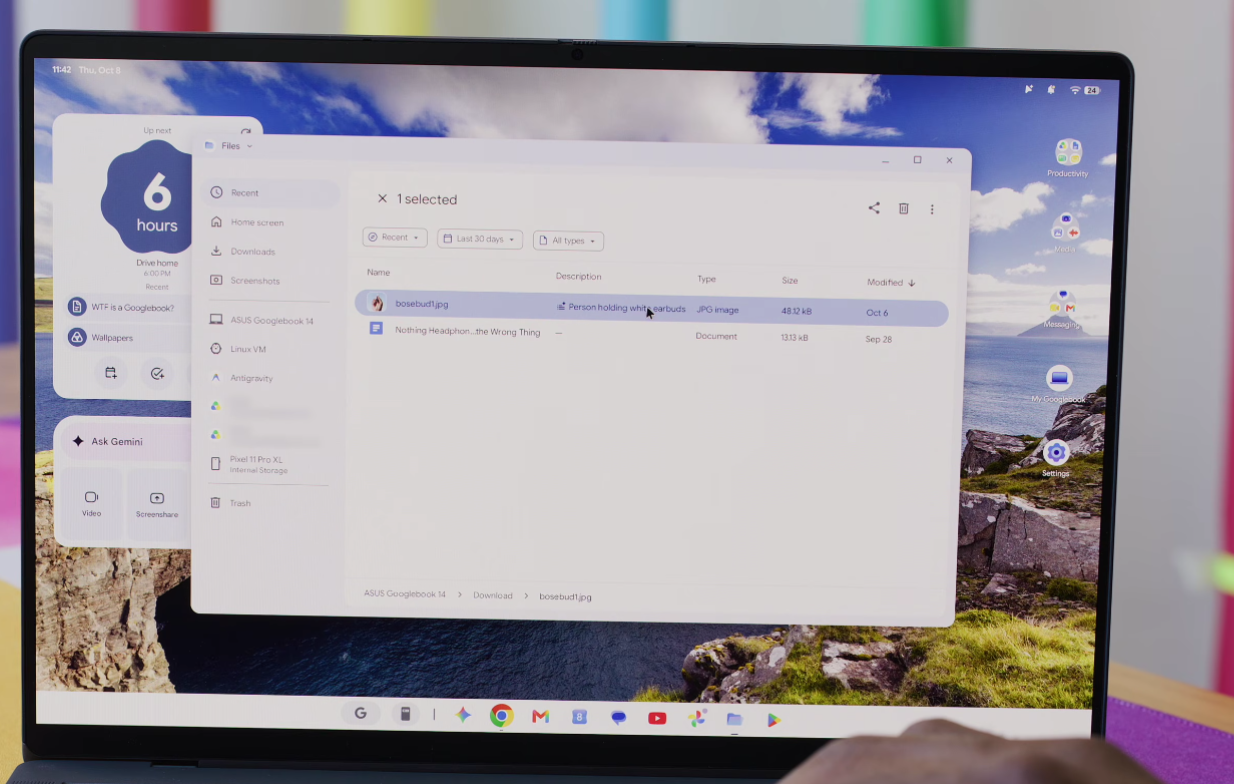 11:42 Thu, Oct 8
24
Up next
6
hours
Drive home
6:00 PM
Recent
WTF is a Googlebook?
Wallpapers
Ask Gemini
Video
Screenshare
Files
Recent
Home screen
Downloads
Screenshots
ASUS Googlebook 14
Linux VM
Antigravity
Pixel 11 Pro XL
Internal Storage
Trash
1 selected
Recent
Last 30 days
All types
Name Description Type Size Modified
bosebud1.jpg Person holding white earbuds JPG image 48.12 kB Oct 6
Nothing Headphon...the Wrong Thing — Document 13.13 kB Sep 28
ASUS Googlebook 14 > Download > bosebud1.jpg
Productivity
Media
Messaging
My Googlebook
Settings
G
8